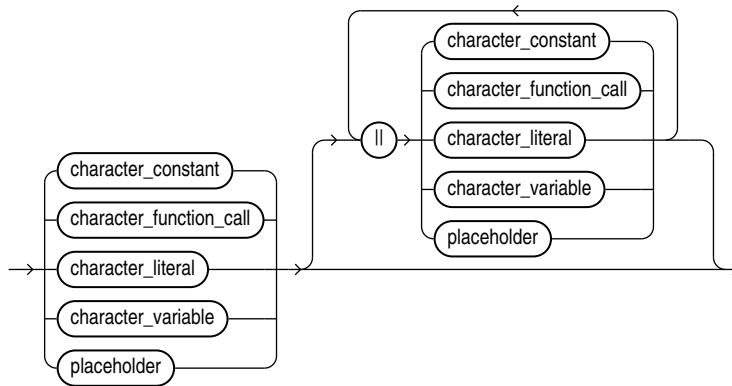 character_constant
character_function_call
||
character_literal
character_variable
placeholder
character_constant
character_function_call
character_literal
character_variable
placeholder